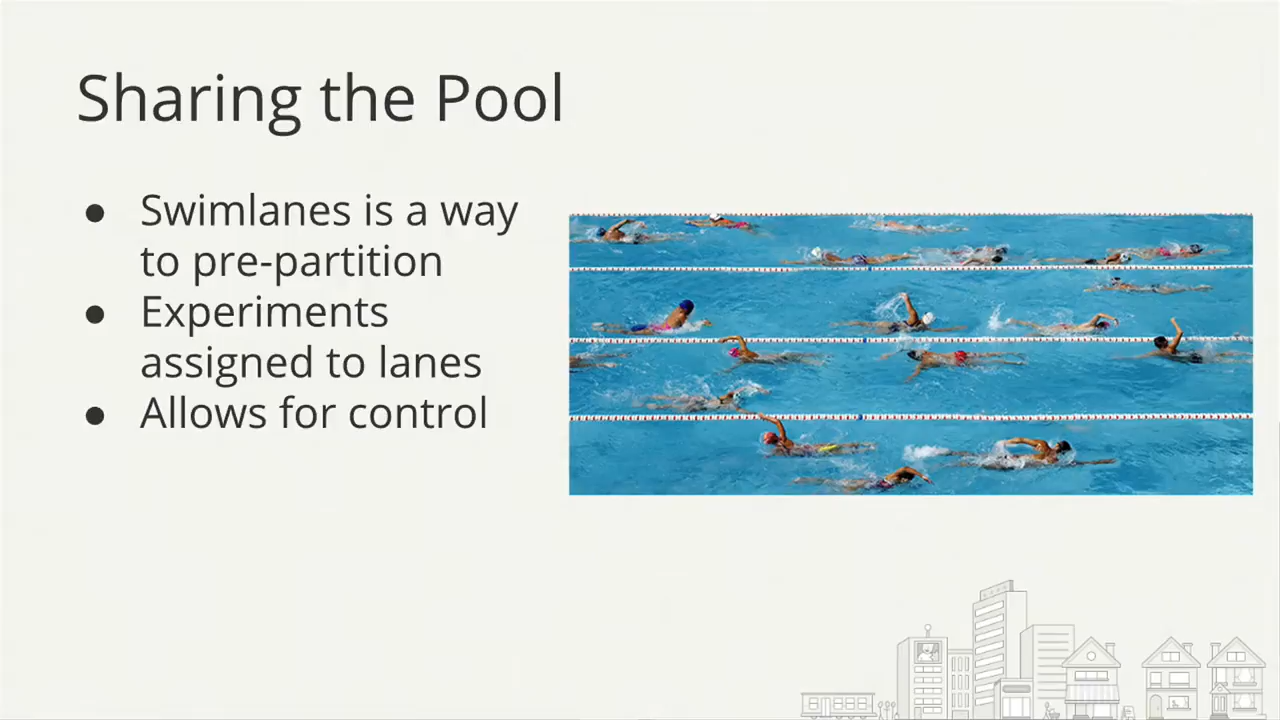 Sharing the Pool
● Swimlanes is a way
to pre-partition
● Experiments
assigned to lanes
● Allows for control